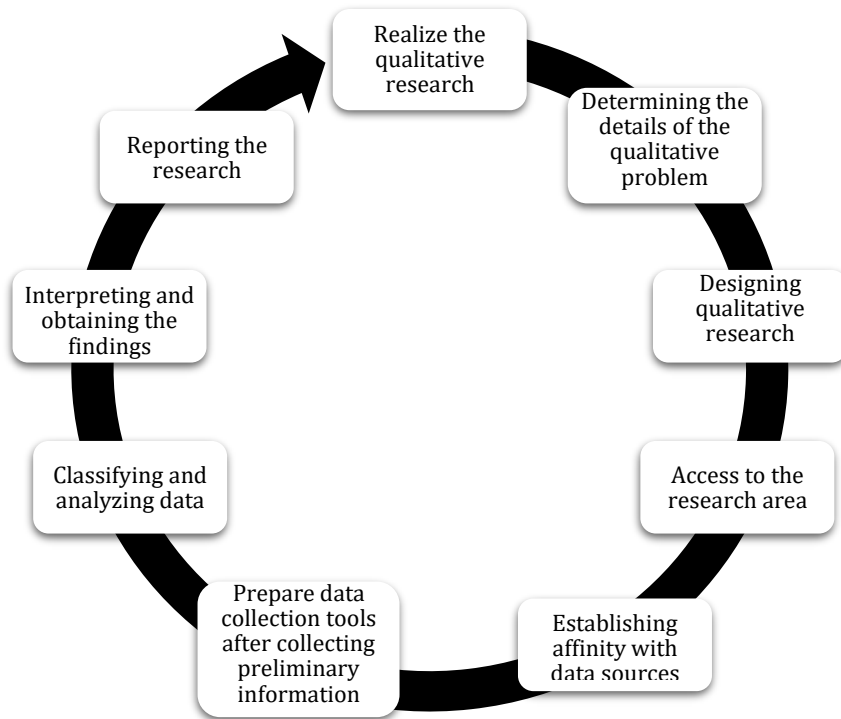 Realize the
qualitative
research
Determining the
details of the
qualitative
problem
Designing
qualitative
research
Access to the
research area
Establishing
affinity with
data sources
Prepare data
collection tools
after collecting
preliminary
information
Classifying and
analyzing data
Interpreting and
obtaining the
findings
Reporting the
research